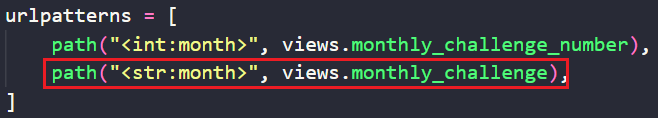 urlpatterns = [
    path("<int:month>", views.monthly_challenge_number),
    path("<str:month>", views.monthly_challenge),
]